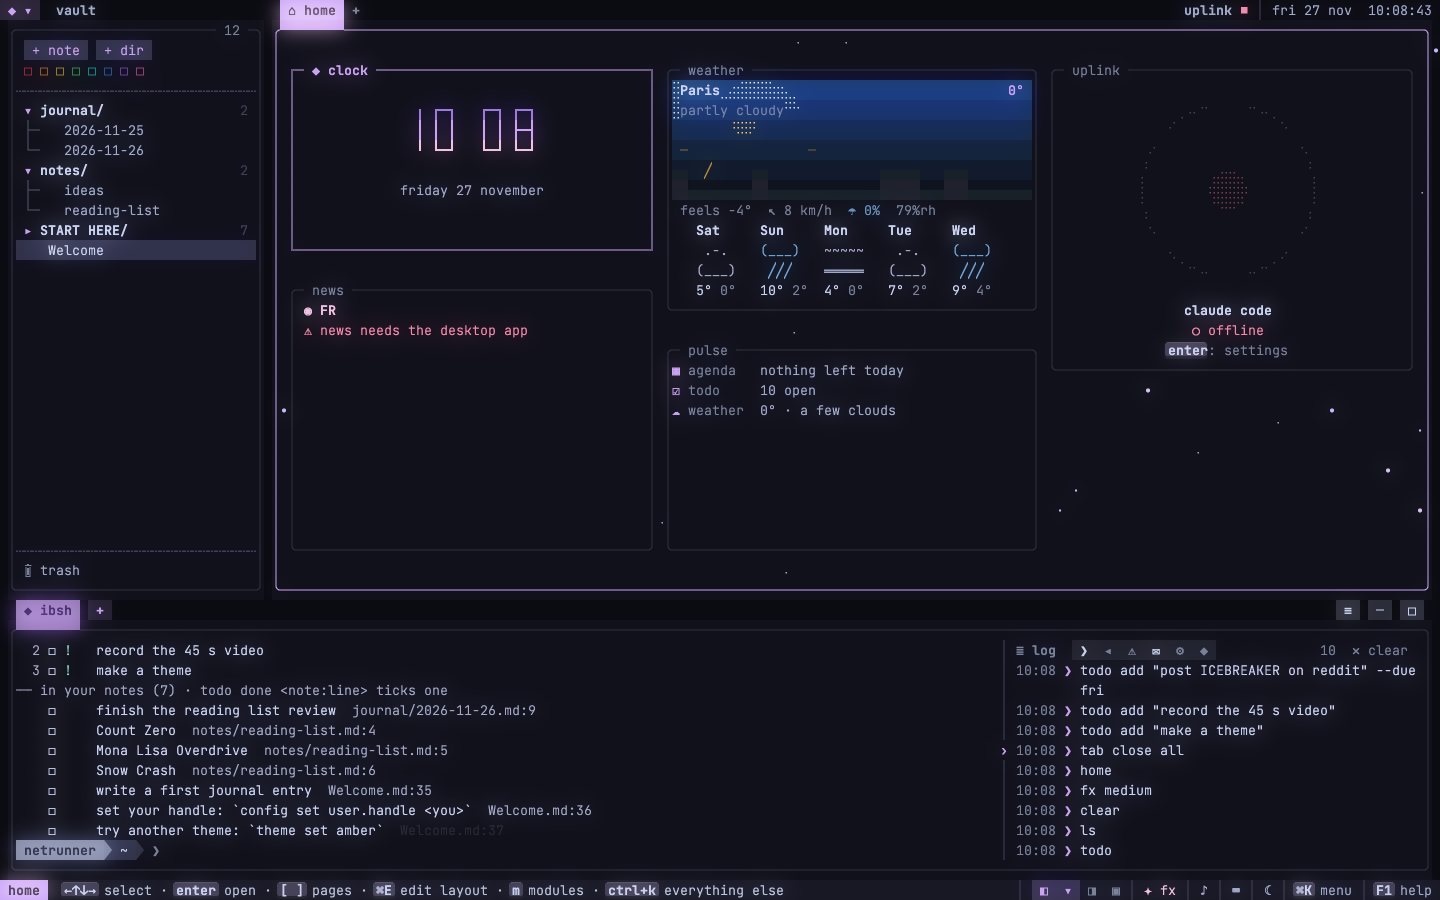 vault
12
+ note + dir
journal/ 2
2026-11-25
2026-11-26
notes/ 2
ideas
reading-list
START HERE/ 7
Welcome
trash
home +
uplink fri 27 nov 10:08:43
clock
10 08
friday 27 november
news
FR
news needs the desktop app
weather
Paris 0°
partly cloudy
feels -4° ↖ 8 km/h 0% 79%rh
Sat Sun Mon Tue Wed
5° 0° 10° 2° 4° 0° 7° 2° 9° 4°
pulse
agenda nothing left today
todo 10 open
weather 0° · a few clouds
uplink
claude code
offline
enter: settings
ibsh +
2 ! record the 45 s video
3 ! make a theme
in your notes (7) · todo done <note:line> ticks one
finish the reading list review journal/2026-11-26.md:9
Count Zero notes/reading-list.md:4
Mona Lisa Overdrive notes/reading-list.md:5
Snow Crash notes/reading-list.md:6
write a first journal entry Welcome.md:35
set your handle: `config set user.handle <you>` Welcome.md:36
try another theme: `theme set amber` Welcome.md:37
netrunner ~ ❯
log 10 × clear
10:08 ❯ todo add "post ICEBREAKER on reddit" --due
fri
10:08 ❯ todo add "record the 45 s video"
10:08 ❯ todo add "make a theme"
10:08 ❯ tab close all
10:08 ❯ home
10:08 ❯ fx medium
10:08 ❯ clear
10:08 ❯ ls
10:08 ❯ todo
home ←↑↓→ select · enter open · [ ] pages · ⌘E edit layout · m modules · ctrl+k everything else
fx ⌘K menu F1 help